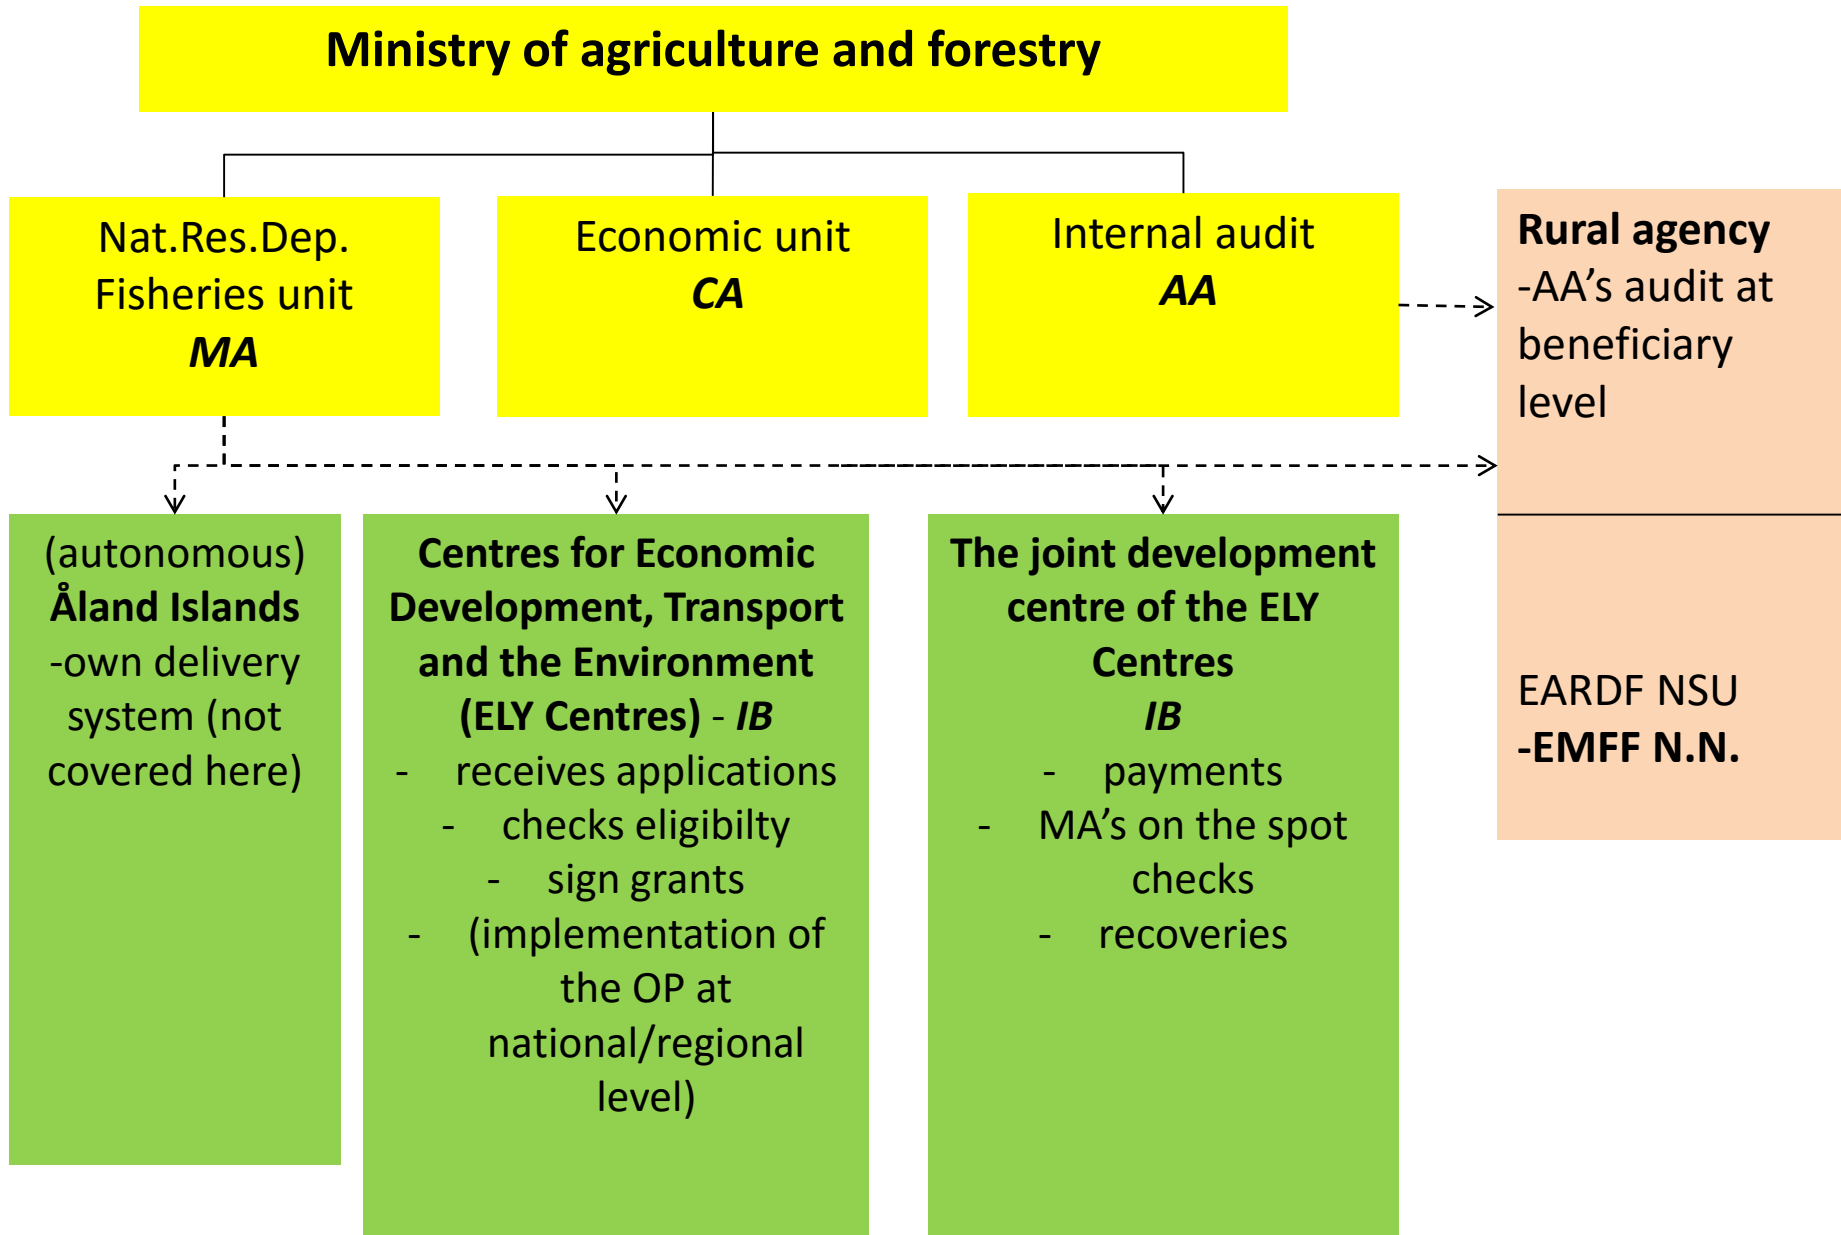 Ministry of agriculture and forestry
Nat.Res.Dep.
Fisheries unit
MA
Economic unit
CA
Internal audit
AA
Rural agency
-AA's audit at
beneficiary
level
EARDF NSU
-EMFF N.N.
(autonomous)
Åland Islands
-own delivery
system (not
covered here)
Centres for Economic
Development, Transport
and the Environment
(ELY Centres) - IB
- receives applications
- checks eligibilty
- sign grants
- (implementation of
the OP at
national/regional
level)
The joint development
centre of the ELY
Centres
IB
- payments
- MA's on the spot
checks
- recoveries